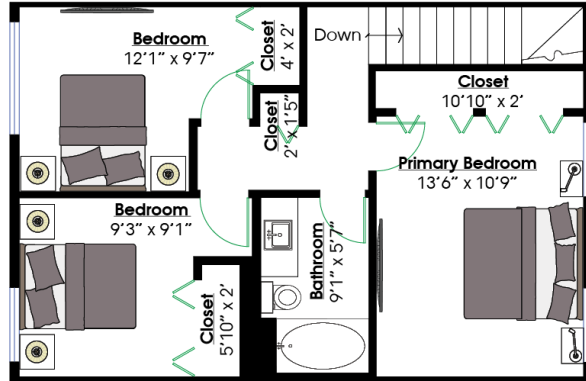 Bedroom
12'1" x 9'7"
Closet
4' x 2'
Down
Closet
10'10" x 2'
Closet
2' x 1'5"
Primary Bedroom
13'6" x 10'9"
Bedroom
9'3" x 9'1"
Bathroom
9'1" x 5'7"
Closet
5'10" x 2'